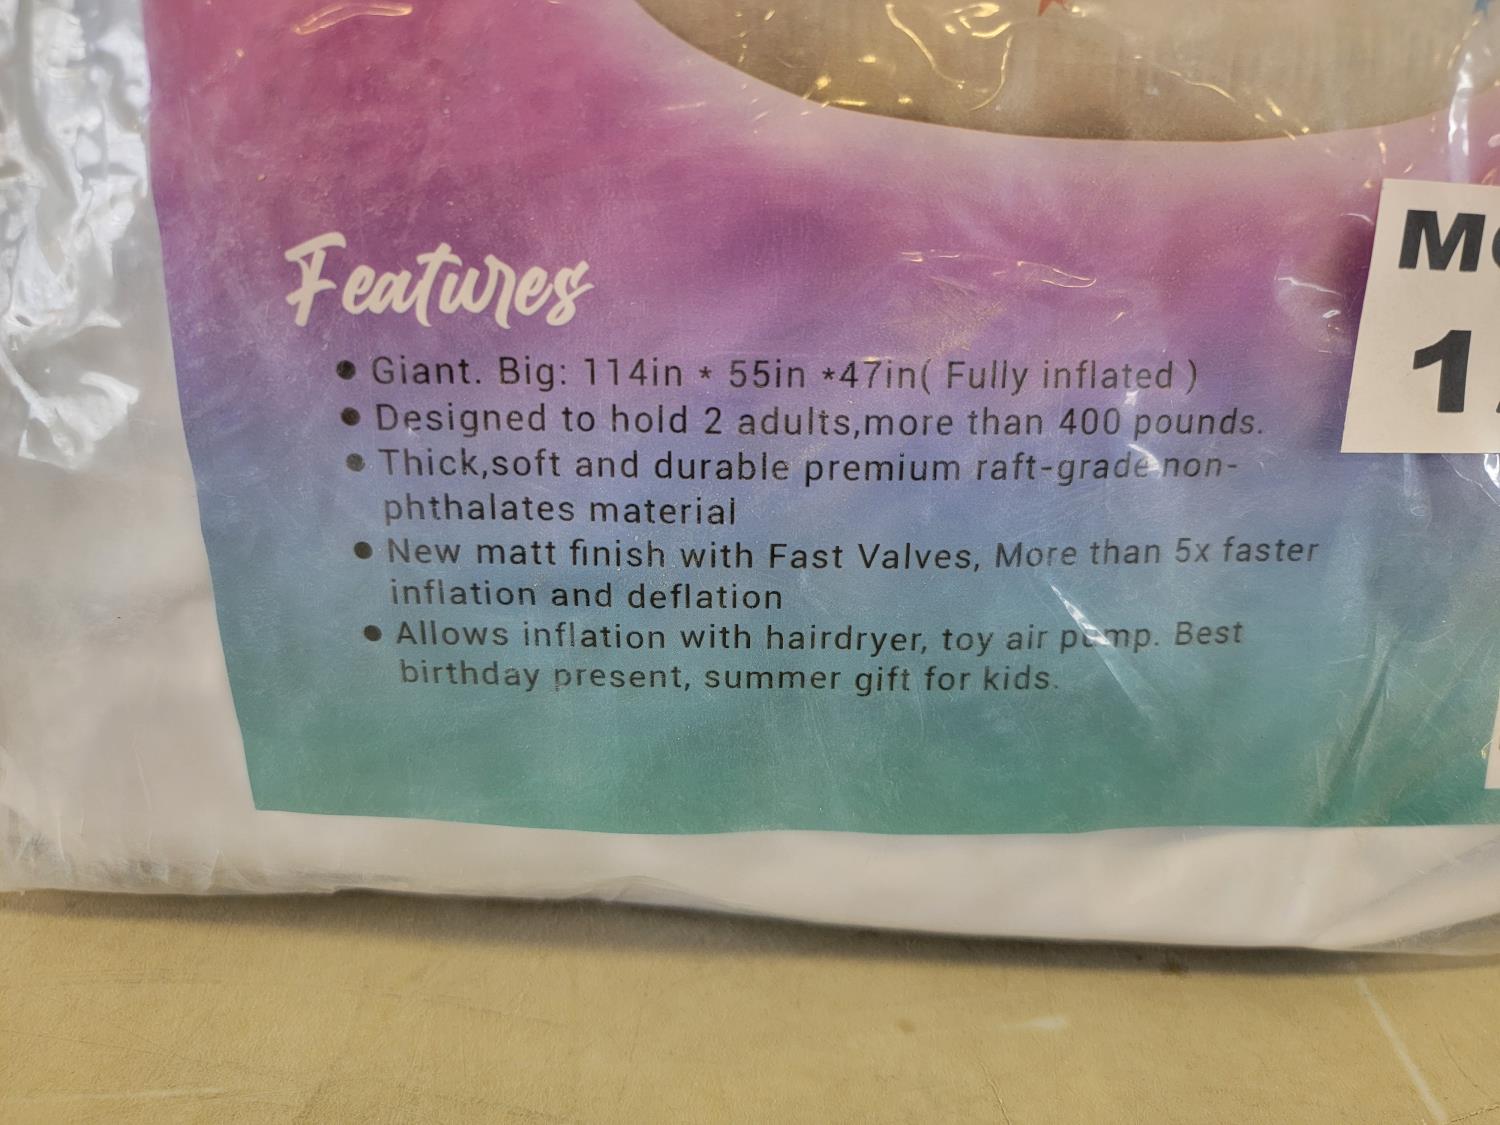 Features
● Giant. Big: 114in * 55in *47in( Fully inflated )
● Designed to hold 2 adults,more than 400 pounds.
● Thick,soft and durable premium raft-grade non-
phthalates material
● New matt finish with Fast Valves, More than 5x faster
inflation and deflation
● Allows inflation with hairdryer, toy air pump. Best
birthday present, summer gift for kids.